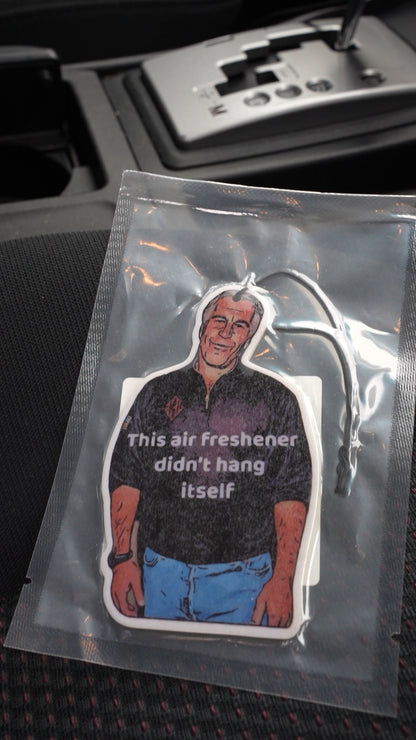 This air freshener
didn't hang
itself